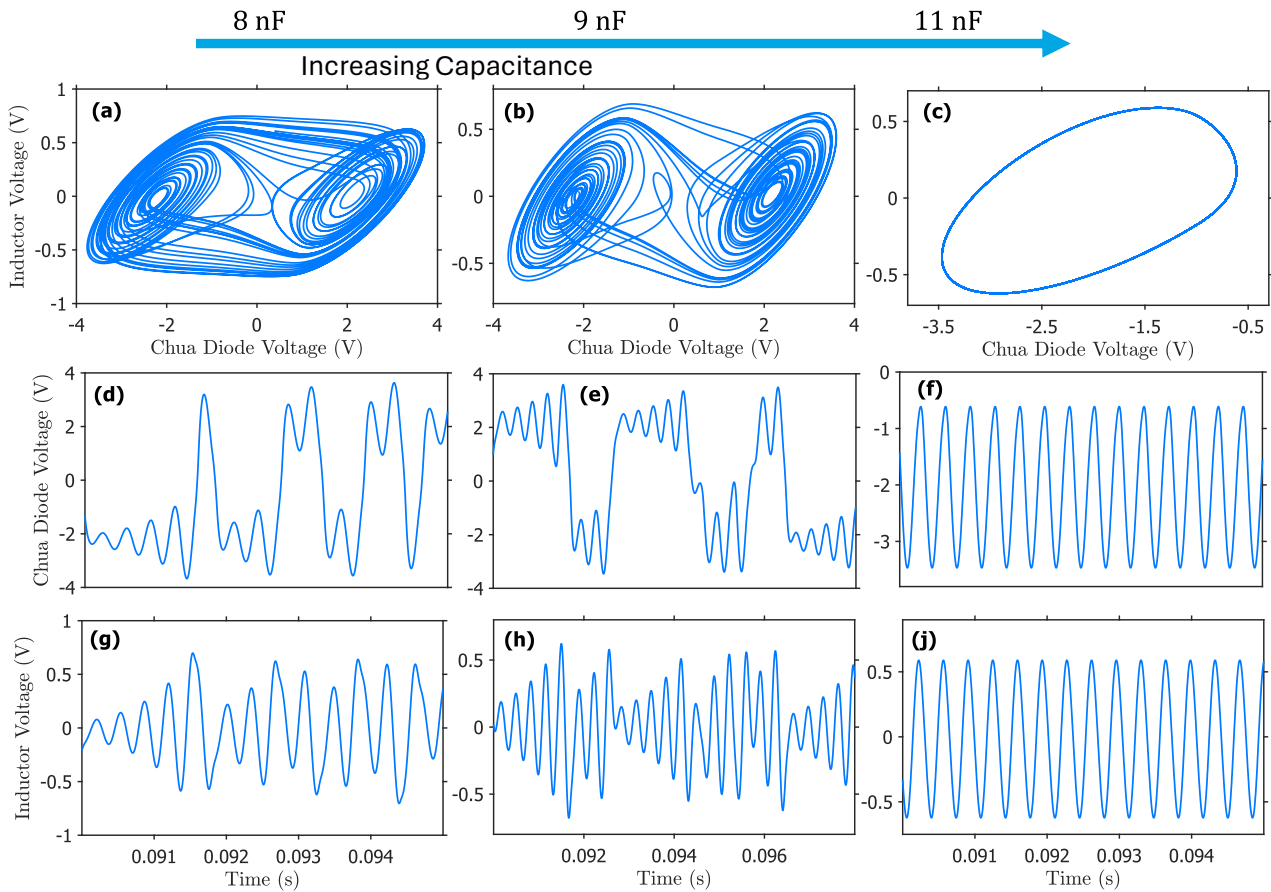 8 nF 9 nF 11 nF
Increasing Capacitance
(a) (b) (c)
Inductor Voltage (V)
1
0.5
0
-0.5
-1
0.5
0
-0.5
0.5
0
-0.5
-4 -2 0 2 4
-4 -2 0 2 4
-3.5 -2.5 -1.5 -0.5
Chua Diode Voltage (V) Chua Diode Voltage (V) Chua Diode Voltage (V)
(d) (e) (f)
Chua Diode Voltage (V)
4
2
0
-2
-4
4
2
0
-2
-4
0
-1
-2
-3
(g) (h) (j)
Inductor Voltage (V)
1
0.5
0
-0.5
-1
0.5
0
-0.5
0.5
0
-0.5
0.091 0.092 0.093 0.094
0.092 0.094 0.096
0.091 0.092 0.093 0.094
Time (s) Time (s) Time (s)